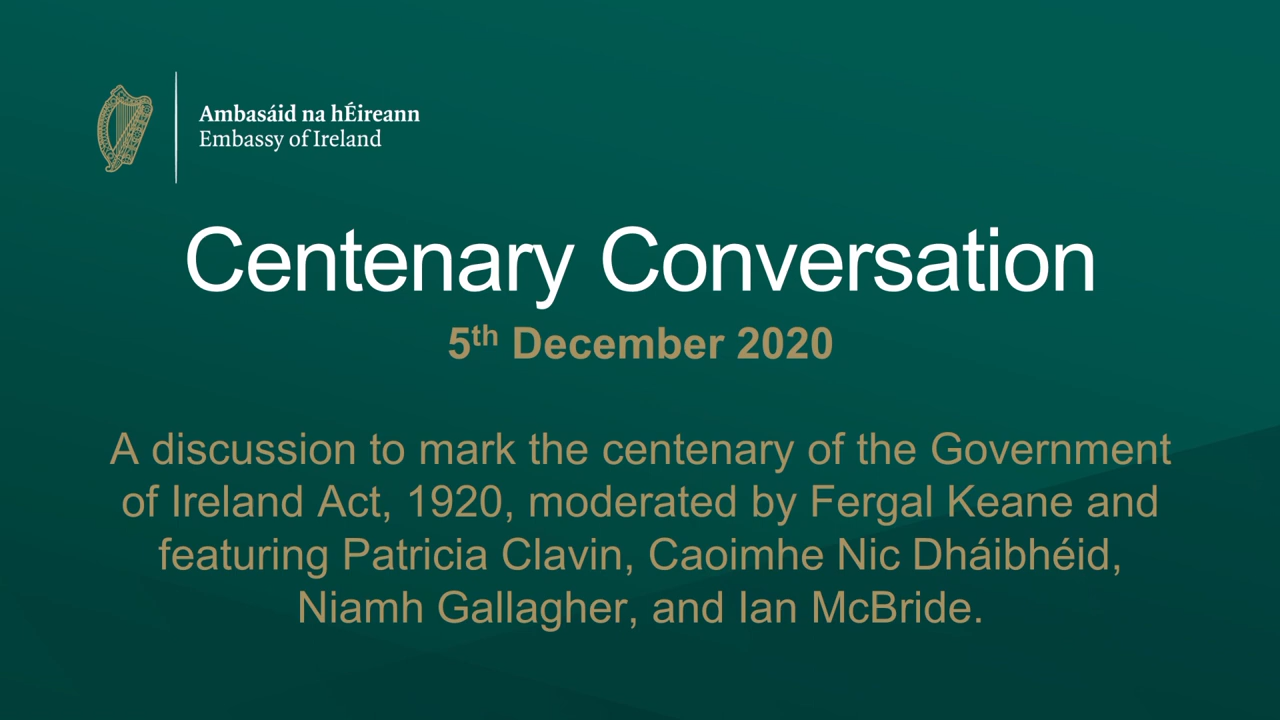 Ambasáid na hÉireann
Embassy of Ireland
Centenary Conversation
5th December 2020
A discussion to mark the centenary of the Government
of Ireland Act, 1920, moderated by Fergal Keane and
featuring Patricia Clavin, Caoimhe Nic Dháibhéid,
Niamh Gallagher, and Ian McBride.